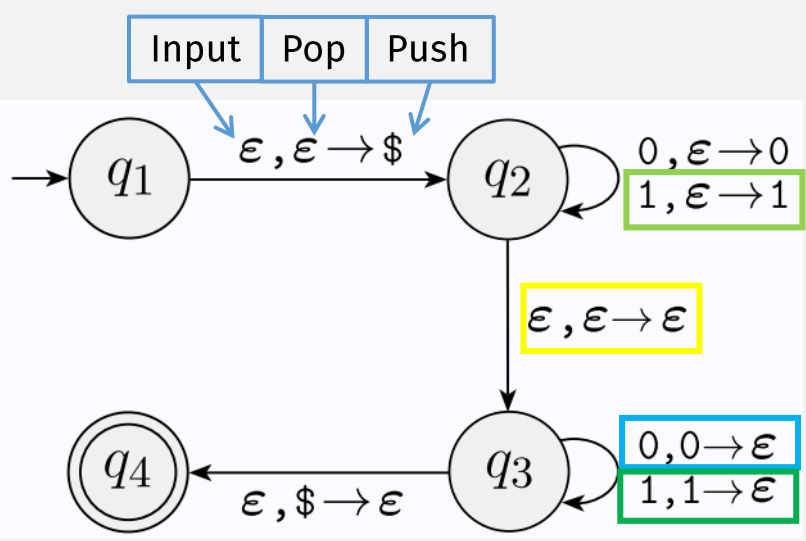 Input Pop Push
ε,ε→$
q1
q2
0,ε→0
1,ε→1
ε,ε→ε
q4
q3
0,0→ε
1,1→ε
ε,$→ε